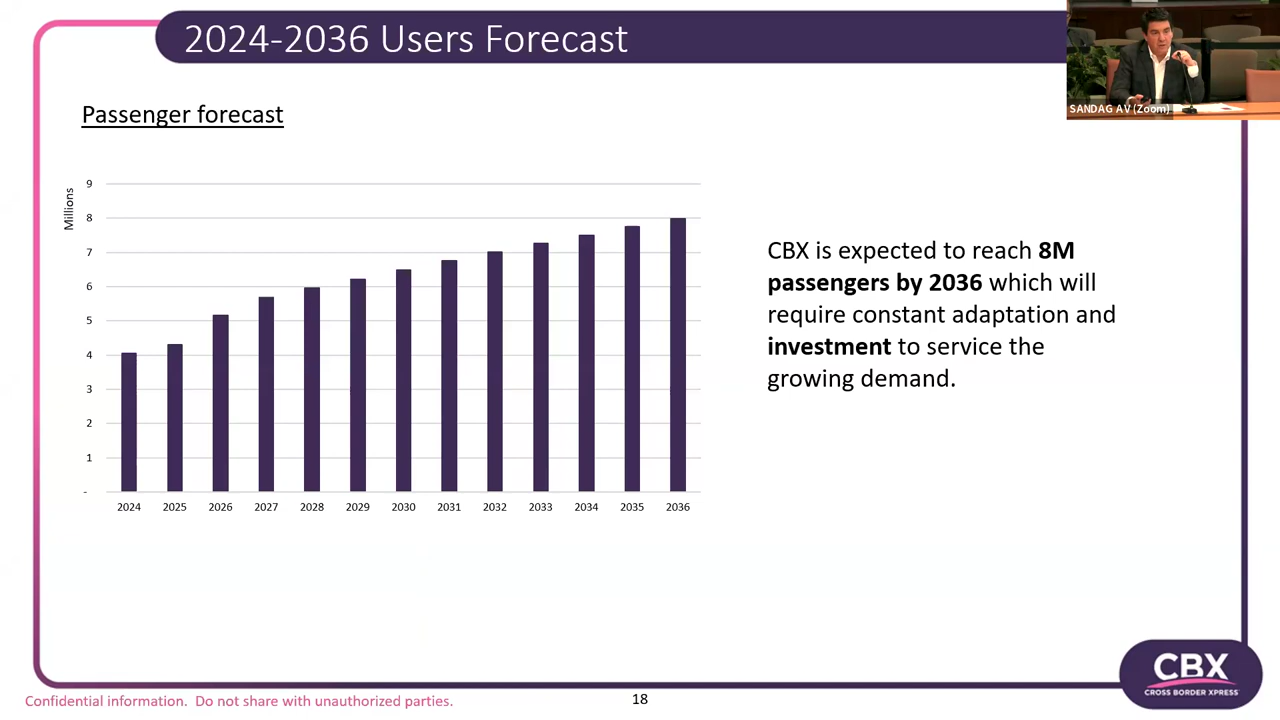 2024-2036 Users Forecast
SANDAG AV (Zoom)
Passenger forecast
Millions
9
8
7
6
5
4
3
2
1
-
2024 2025 2026 2027 2028 2029 2030 2031 2032 2033 2034 2035 2036
CBX is expected to reach 8M
passengers by 2036 which will
require constant adaptation and
investment to service the
growing demand.
CBX
CROSS BORDER XPRESS
Confidential information. Do not share with unauthorized parties.
18